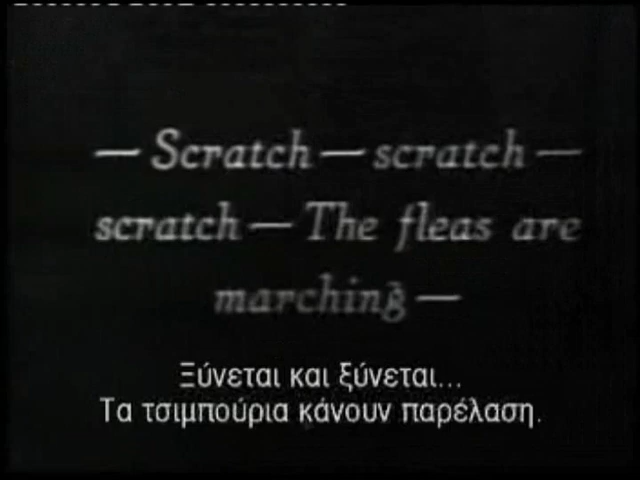 — Scratch — scratch —
scratch — The fleas are
marching —
Ξύνεται και ξύνεται...
Τα τσιμπούρια κάνουν παρέλαση.